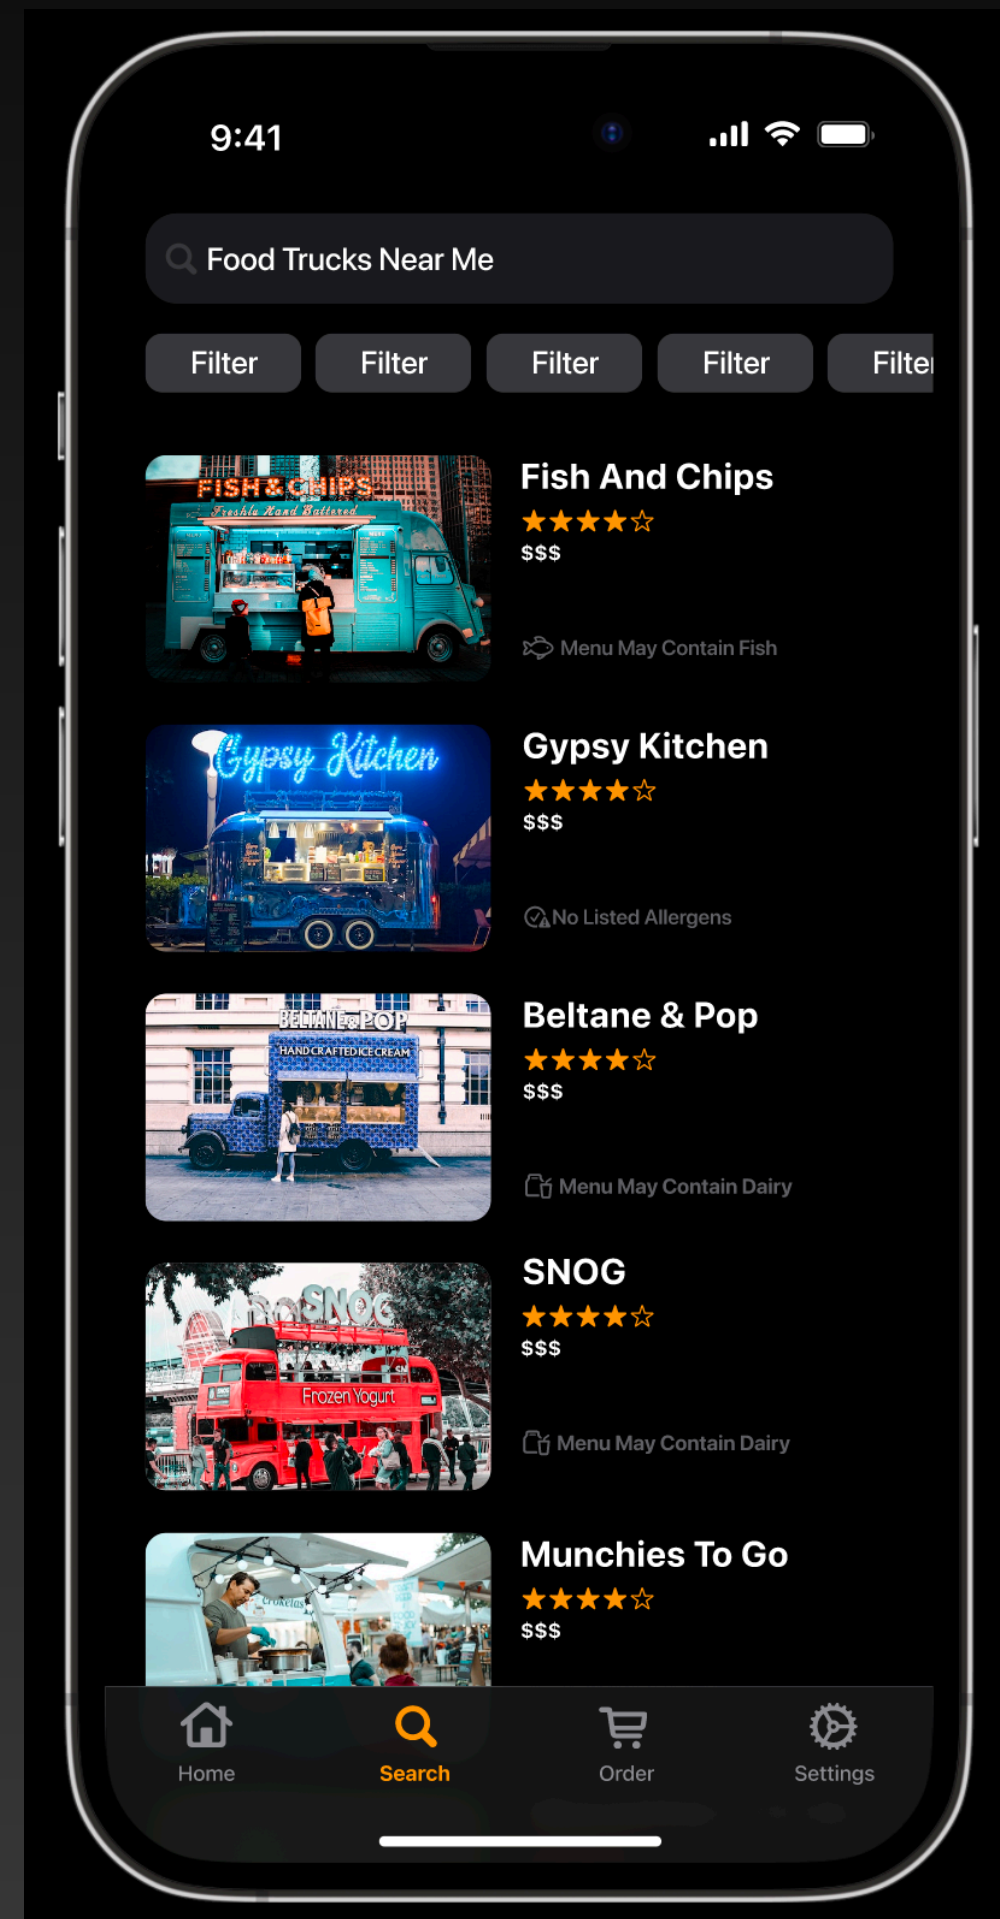 9:41
Food Trucks Near Me
Filter
Filter
Filter
Filter
Filter
FISH & CHIPS
Freshly Hand Battered
Fish And Chips
$$$
Menu May Contain Fish
Gypsy Kitchen
Gypsy Kitchen
$$$
No Listed Allergens
BELTANE & POP
HANDCRAFTED ICE CREAM
Beltane & Pop
$$$
Menu May Contain Dairy
SNOG
Frozen Yogurt
SNOG
$$$
Menu May Contain Dairy
crokelas
Munchies To Go
$$$
Home
Search
Order
Settings